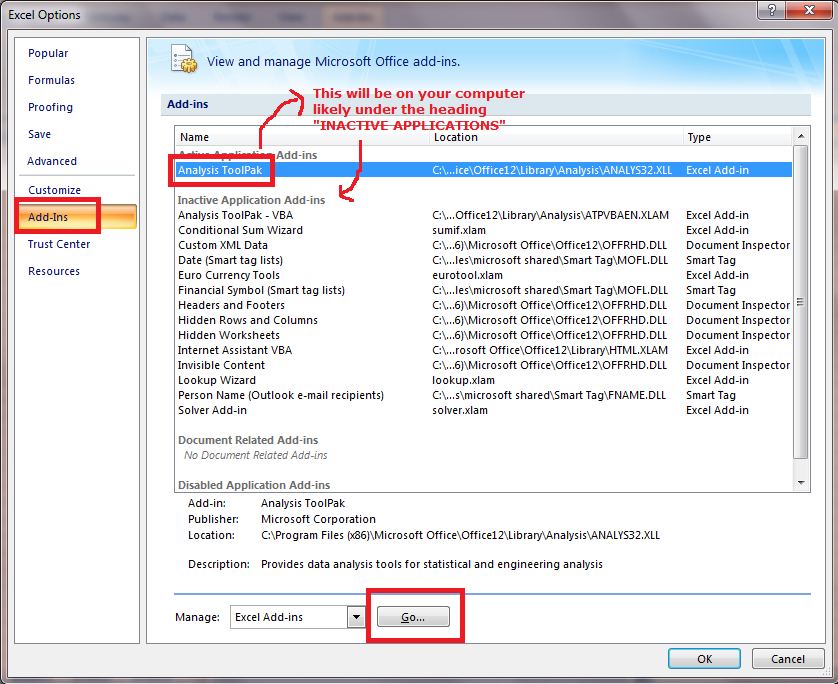 Excel Options
Popular
Formulas
Proofing
Save
Advanced
Customize
Add-Ins
Trust Center
Resources
View and manage Microsoft Office add-ins.
Add-ins
This will be on your computer
likely under the heading
"INACTIVE APPLICATIONS"
Name Location Type
Active Application Add-ins
Analysis ToolPak C:\...ice\Office12\Library\Analysis\ANALYS32.XLL Excel Add-in
Inactive Application Add-ins
Analysis ToolPak - VBA C:\...Office12\Library\Analysis\ATPVBAEN.XLAM Excel Add-in
Conditional Sum Wizard sumif.xlam Excel Add-in
Custom XML Data C:\...6)\Microsoft Office\Office12\OFFRHD.DLL Document Inspector
Date (Smart tag lists) C:\...les\microsoft shared\Smart Tag\MOFL.DLL Smart Tag
Euro Currency Tools eurotool.xlam Excel Add-in
Financial Symbol (Smart tag lists) C:\...les\microsoft shared\Smart Tag\MOFL.DLL Smart Tag
Headers and Footers C:\...6)\Microsoft Office\Office12\OFFRHD.DLL Document Inspector
Hidden Rows and Columns C:\...6)\Microsoft Office\Office12\OFFRHD.DLL Document Inspector
Hidden Worksheets C:\...6)\Microsoft Office\Office12\OFFRHD.DLL Document Inspector
Internet Assistant VBA C:\...rosoft Office\Office12\Library\HTML.XLAM Excel Add-in
Invisible Content C:\...6)\Microsoft Office\Office12\OFFRHD.DLL Document Inspector
Lookup Wizard lookup.xlam Excel Add-in
Person Name (Outlook e-mail recipients) C:\...s\microsoft shared\Smart Tag\FNAME.DLL Smart Tag
Solver Add-in solver.xlam Excel Add-in
Document Related Add-ins
No Document Related Add-ins
Disabled Application Add-ins
Add-in: Analysis ToolPak
Publisher: Microsoft Corporation
Location: C:\Program Files (x86)\Microsoft Office\Office12\Library\Analysis\ANALYS32.XLL
Description: Provides data analysis tools for statistical and engineering analysis
Manage: Excel Add-ins Go...
OK Cancel